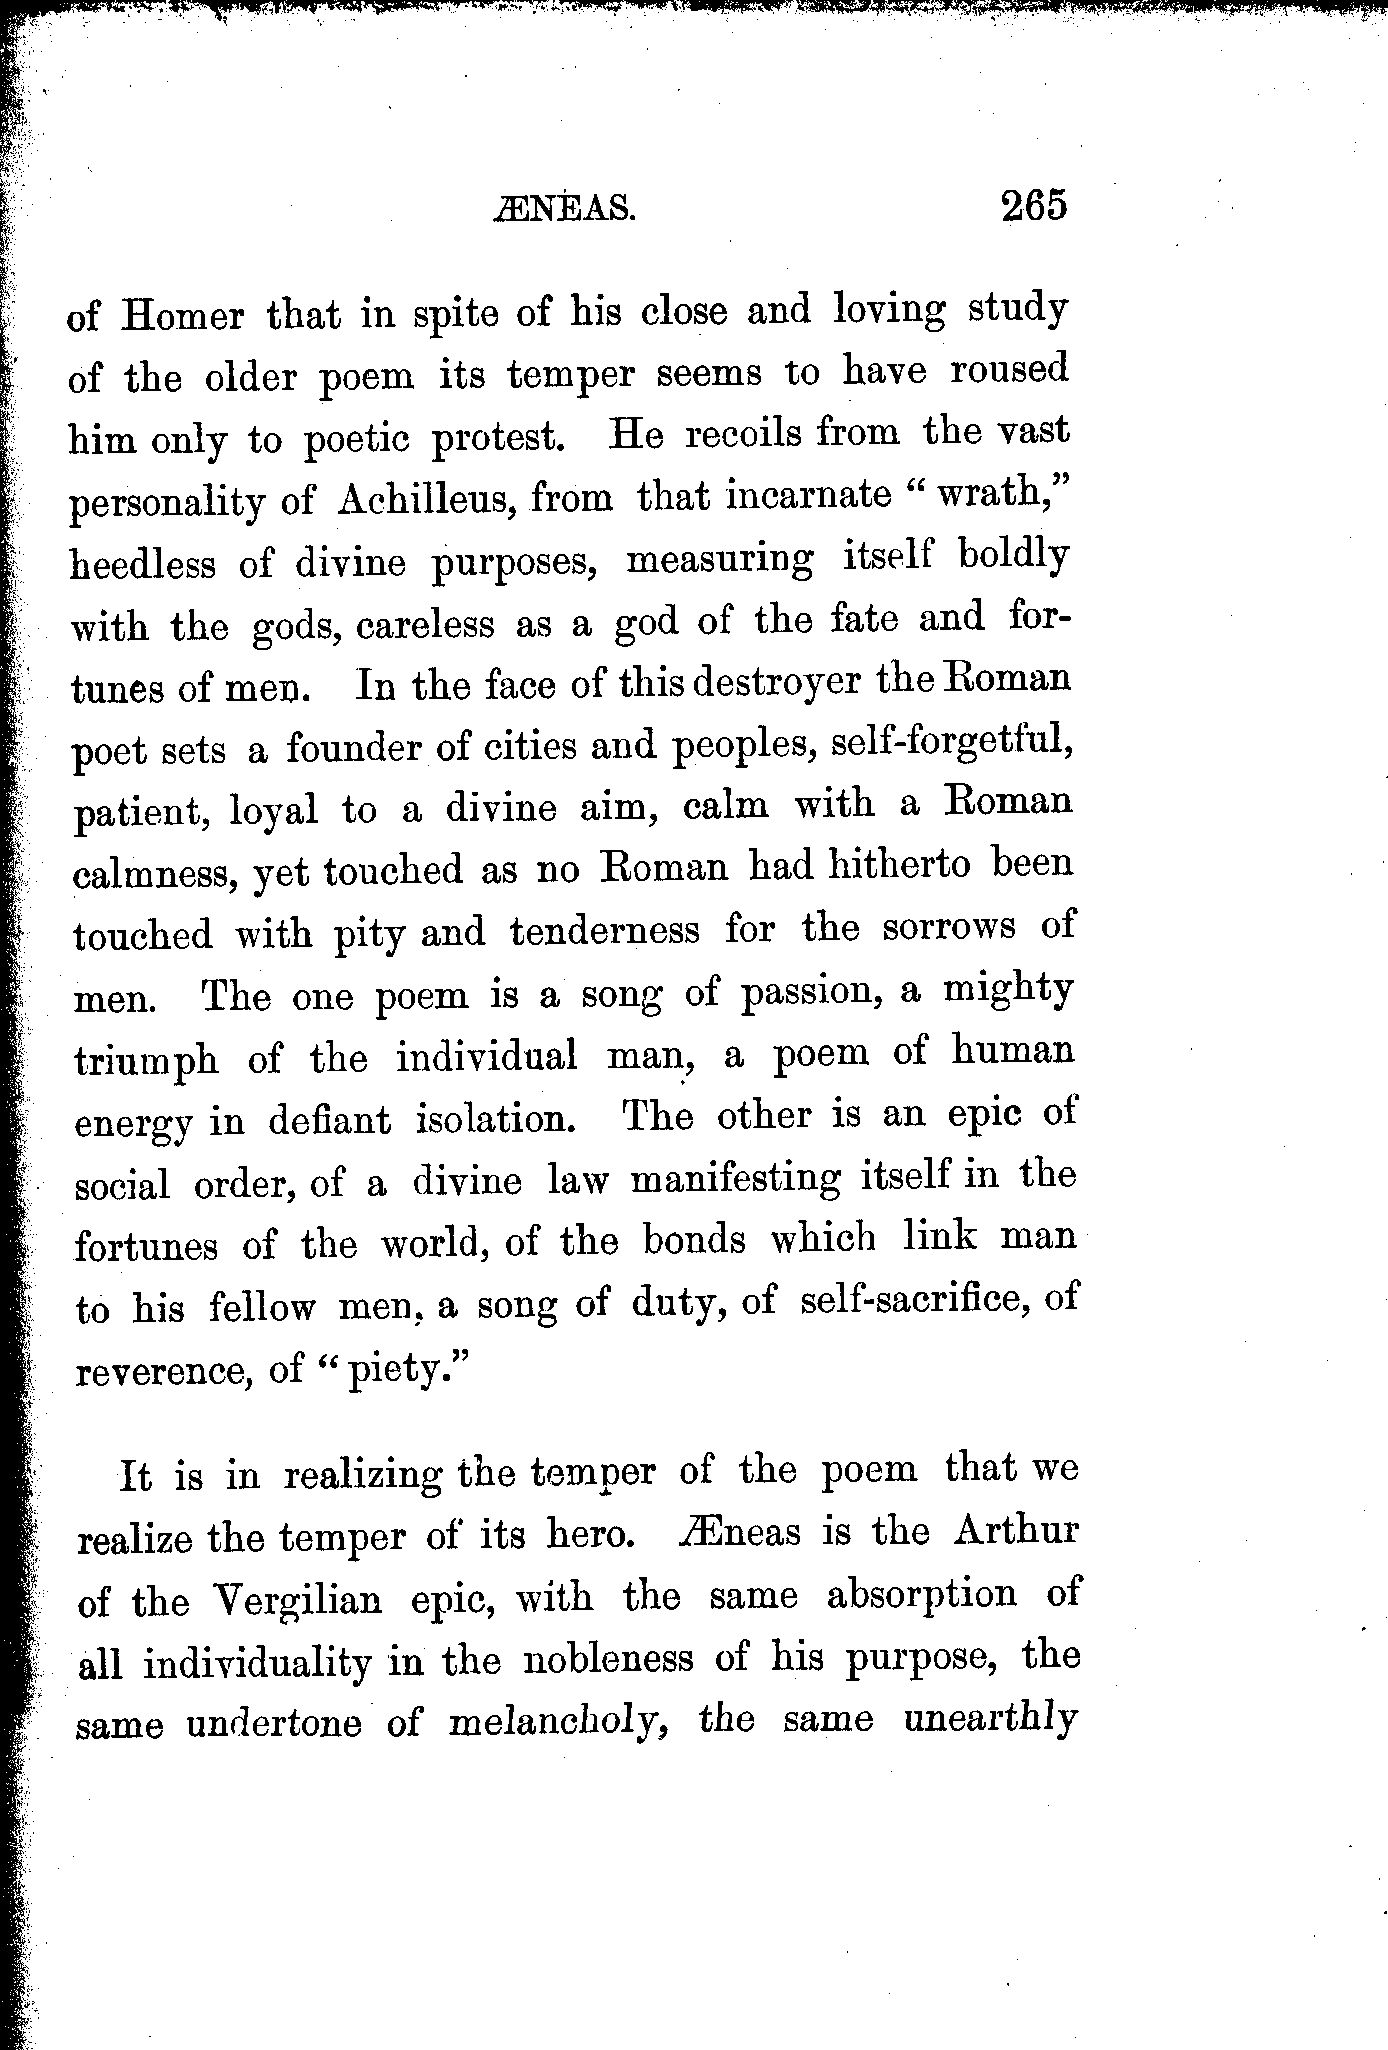 ÆNEAS. 265
of Homer that in spite of his close and loving study
of the older poem its temper seems to have roused
him only to poetic protest. He recoils from the vast
personality of Achilleus, from that incarnate “ wrath,”
heedless of divine purposes, measuring itself boldly
with the gods, careless as a god of the fate and for-
tunes of men. In the face of this destroyer the Roman
poet sets a founder of cities and peoples, self-forgetful,
patient, loyal to a divine aim, calm with a Roman
calmness, yet touched as no Roman had hitherto been
touched with pity and tenderness for the sorrows of
men. The one poem is a song of passion, a mighty
triumph of the individual man, a poem of human
energy in defiant isolation. The other is an epic of
social order, of a divine law manifesting itself in the
fortunes of the world, of the bonds which link man
to his fellow men, a song of duty, of self-sacrifice, of
reverence, of “ piety.”
It is in realizing the temper of the poem that we
realize the temper of its hero. Æneas is the Arthur
of the Vergilian epic, with the same absorption of
all individuality in the nobleness of his purpose, the
same undertone of melancholy, the same unearthly